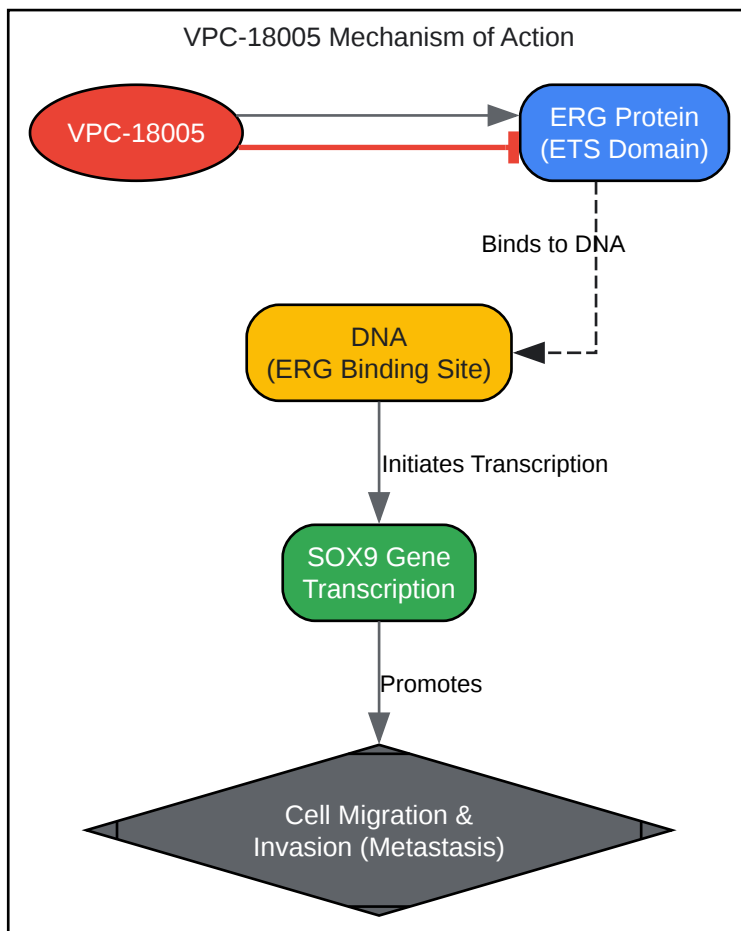 VPC-18005 Mechanism of Action
VPC-18005
ERG Protein
(ETS Domain)
Binds to DNA
DNA
(ERG Binding Site)
Initiates Transcription
SOX9 Gene
Transcription
Promotes
Cell Migration &
Invasion (Metastasis)